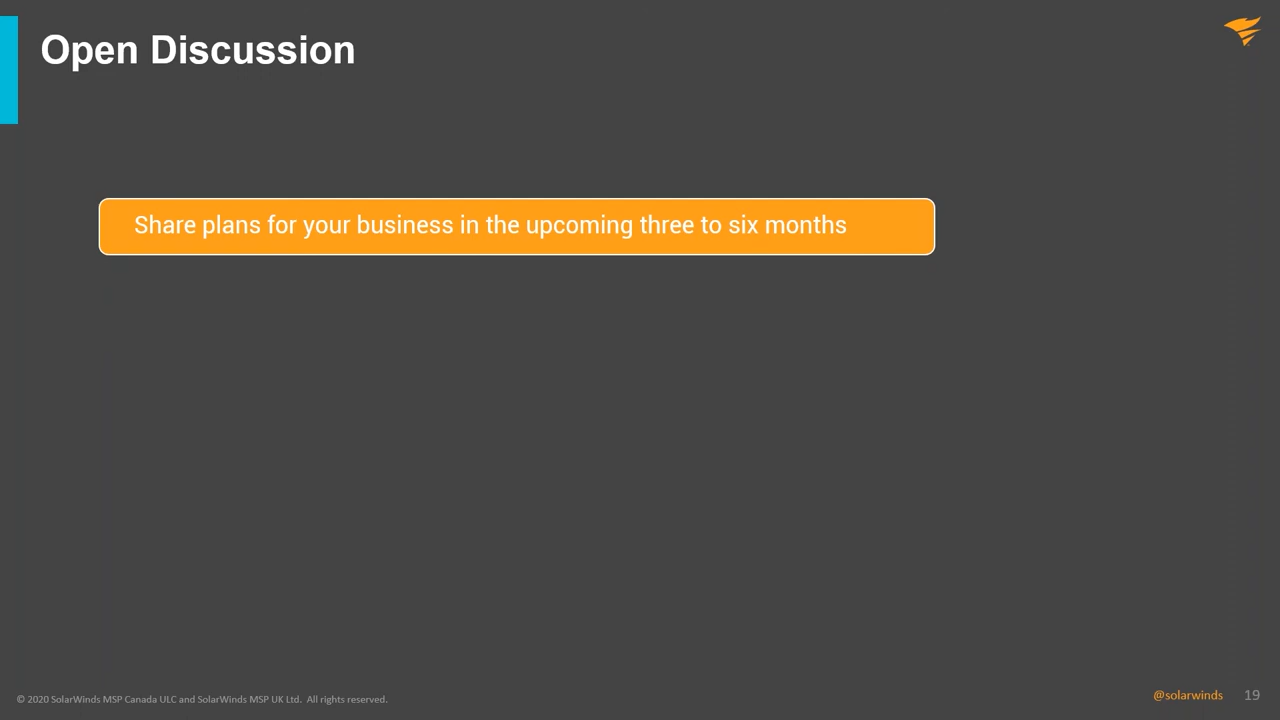 Open Discussion
Share plans for your business in the upcoming three to six months
© 2020 SolarWinds MSP Canada ULC and SolarWinds MSP UK Ltd. All rights reserved.
@solarwinds 19